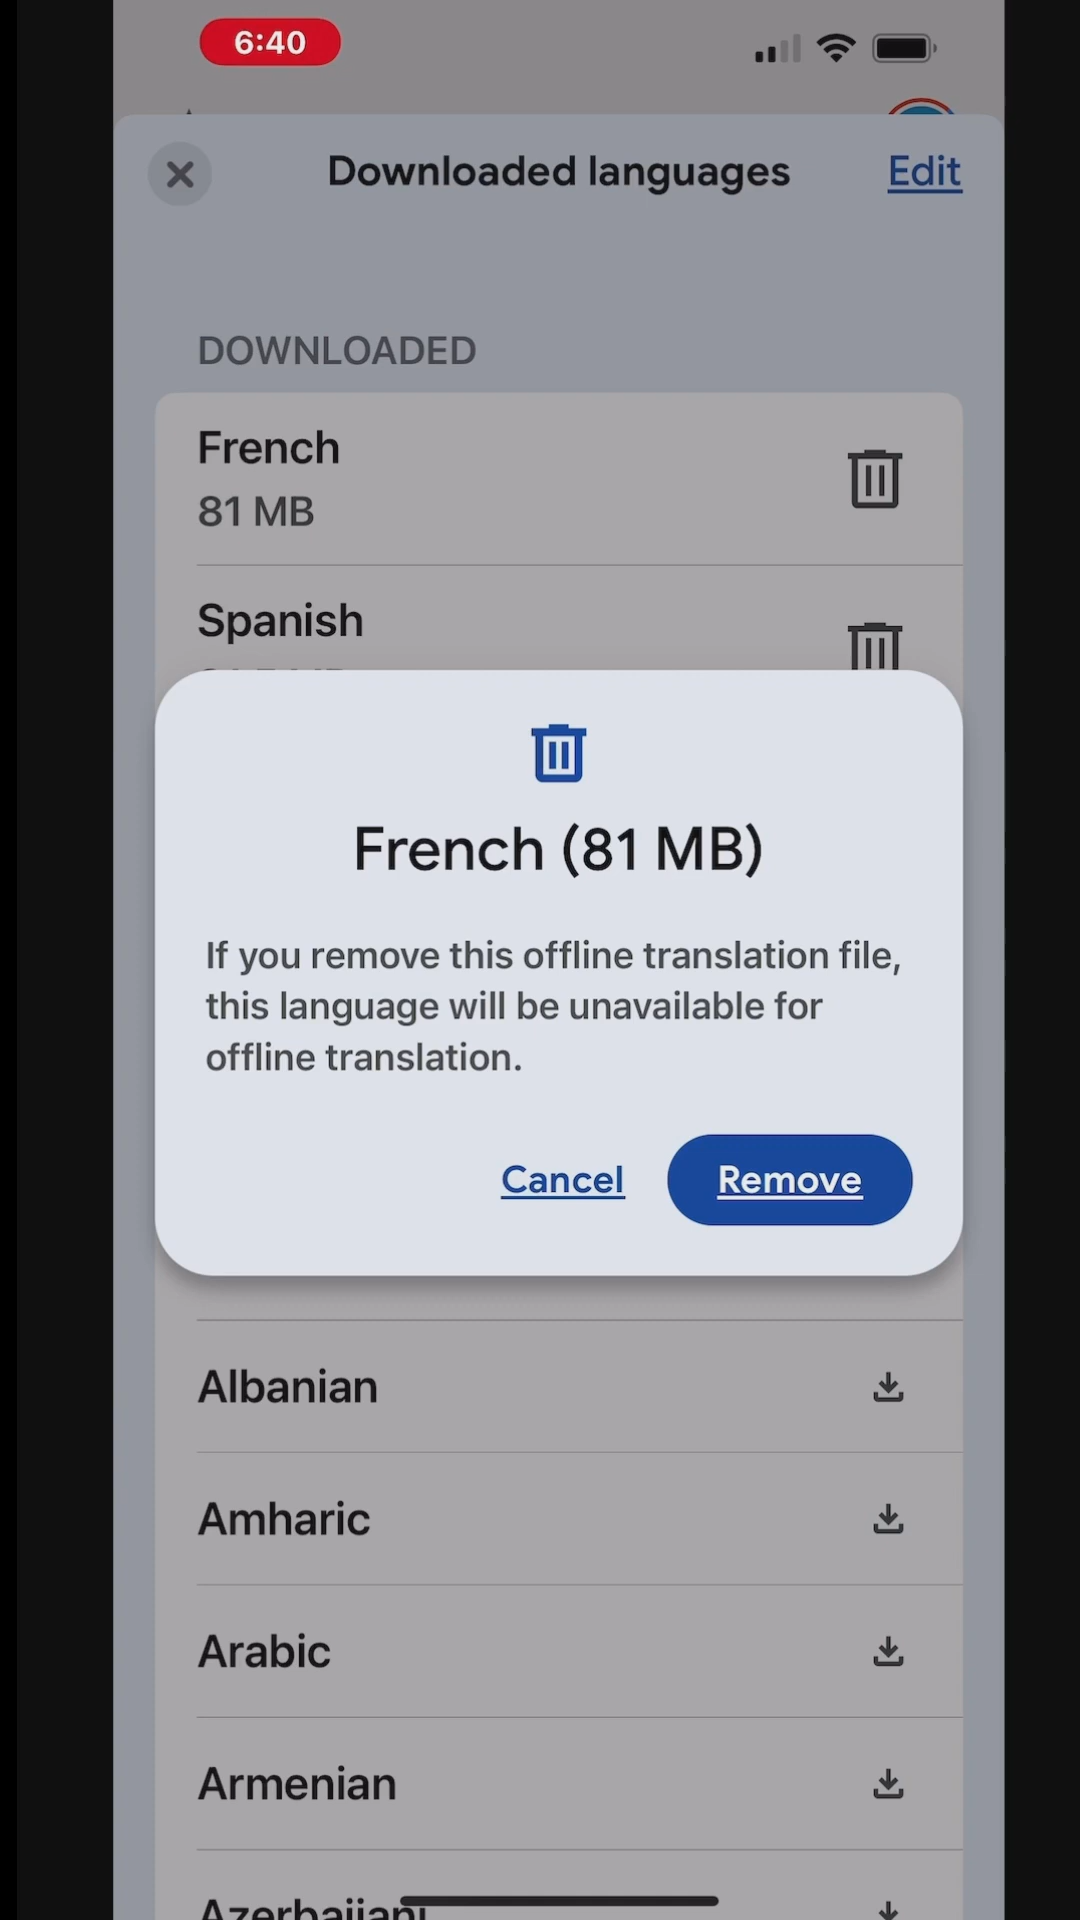 6:40
Downloaded languages
Edit
DOWNLOADED
French
81 MB
Spanish
French (81 MB)
If you remove this offline translation file,
this language will be unavailable for
offline translation.
Cancel
Remove
Albanian
Amharic
Arabic
Armenian
Azerbaijani